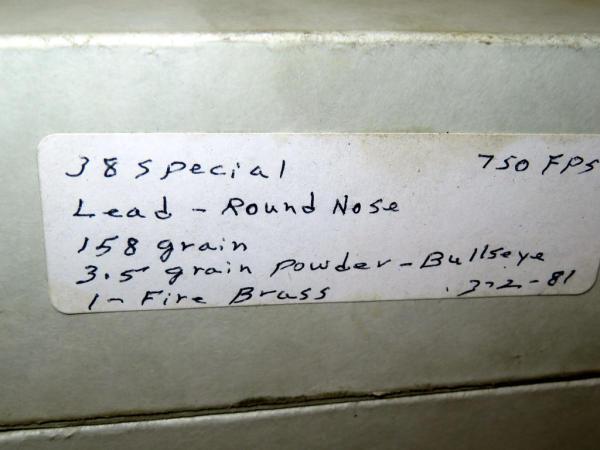 38 Special 750 FPS
Lead - Round Nose
158 grain
3.5 grain powder - Bullseye
1- Fire Brass 3-2-81